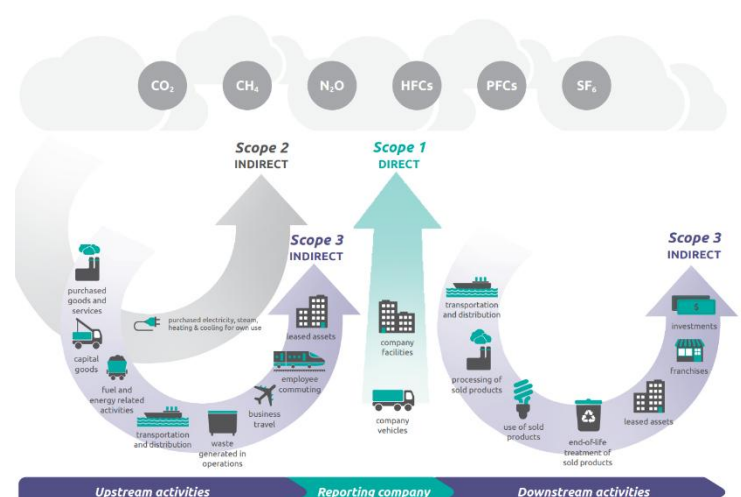 CO₂
CH₄
N₂O
HFCs
PFCs
SF₆
Scope 2
INDIRECT
Scope 1
DIRECT
Scope 3
INDIRECT
Scope 3
INDIRECT
purchased
goods and
services
capital
goods
fuel and
energy related
activities
transportation
and distribution
waste
generated in
operations
business
travel
employee
commuting
leased assets
purchased electricity, steam,
heating & cooling for own use
company
facilities
company
vehicles
transportation
and distribution
processing of
sold products
use of sold
products
end-of-life
treatment of
sold products
leased assets
franchises
$
investments
Upstream activities
Reporting company
Downstream activities